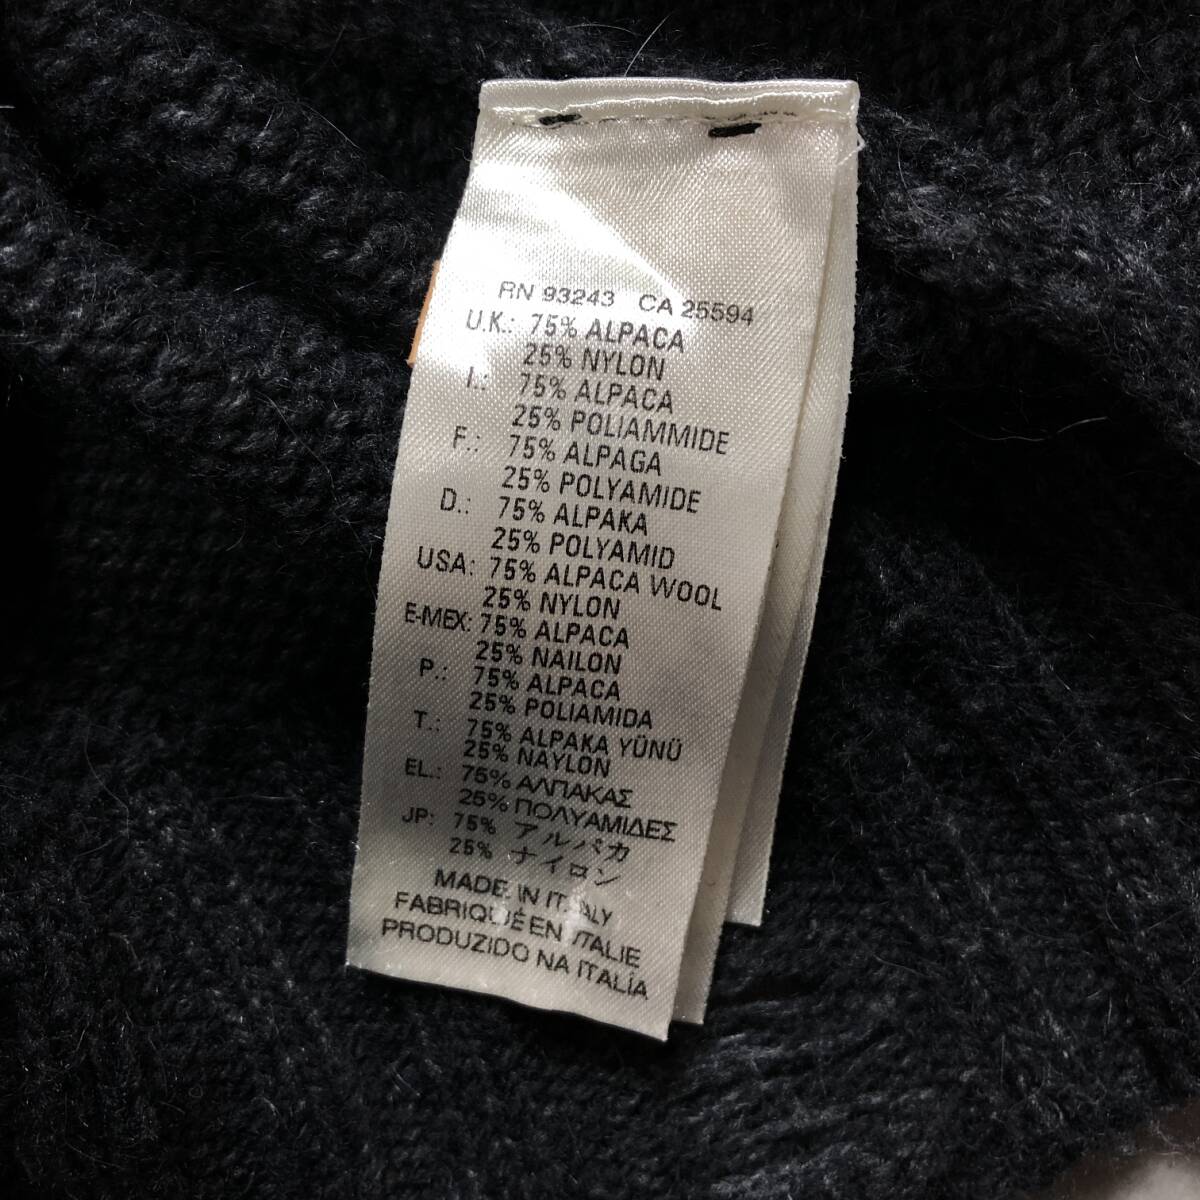 RN 93243 CA 25594
U.K.: 75% ALPACA
25% NYLON
I.: 75% ALPACA
25% POLIAMMIDE
F.: 75% ALPAGA
25% POLYAMIDE
D.: 75% ALPAKA
25% POLYAMID
USA: 75% ALPACA WOOL
25% NYLON
E-MEX: 75% ALPACA
25% NAILON
P.: 75% ALPACA
25% POLIAMIDA
T.: 75% ALPAKA YÜNÜ
25% NAYLON
EL.: 75% ΑΛΠΑΚΑΣ
25% ΠΟΛΥΑΜΙΔΕΣ
JP: 75% アルパカ
25% ナイロン
MADE IN ITALY
FABRIQUÉ EN ITALIE
PRODUZIDO NA ITALÍA